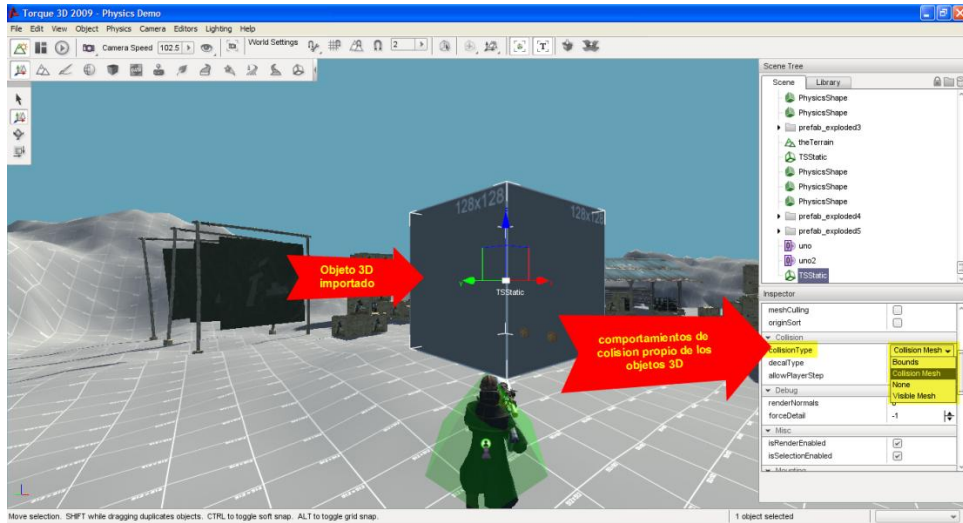 Torque 3D 2009 - Physics Demo
File Edit View Object Physics Camera Editors Lighting Help
Camera Speed 102.5 World Settings 2 T
Scene Tree
Scene Library
PhysicsShape
PhysicsShape
prefab_exploded3
theTerrain
TSStatic
PhysicsShape
PhysicsShape
PhysicsShape
prefab_exploded4
prefab_exploded5
uno
uno2
TSStatic
128x128
128x128
Objeto 3D
importado
TSStatic
comportamientos de
colision propio de los
objetos 3D
Inspector
meshCulling
originSort
Collision
collisionType Collision Mesh
Bounds
decalType Collision Mesh
allowPlayerStep None
Visible Mesh
Debug
renderNormals
forceDetail -1
Misc
isRenderEnabled
isSelectionEnabled
Mounting
Move selection. SHIFT while dragging duplicates objects. CTRL to toggle soft snap. ALT to toggle grid snap.
1 object selected